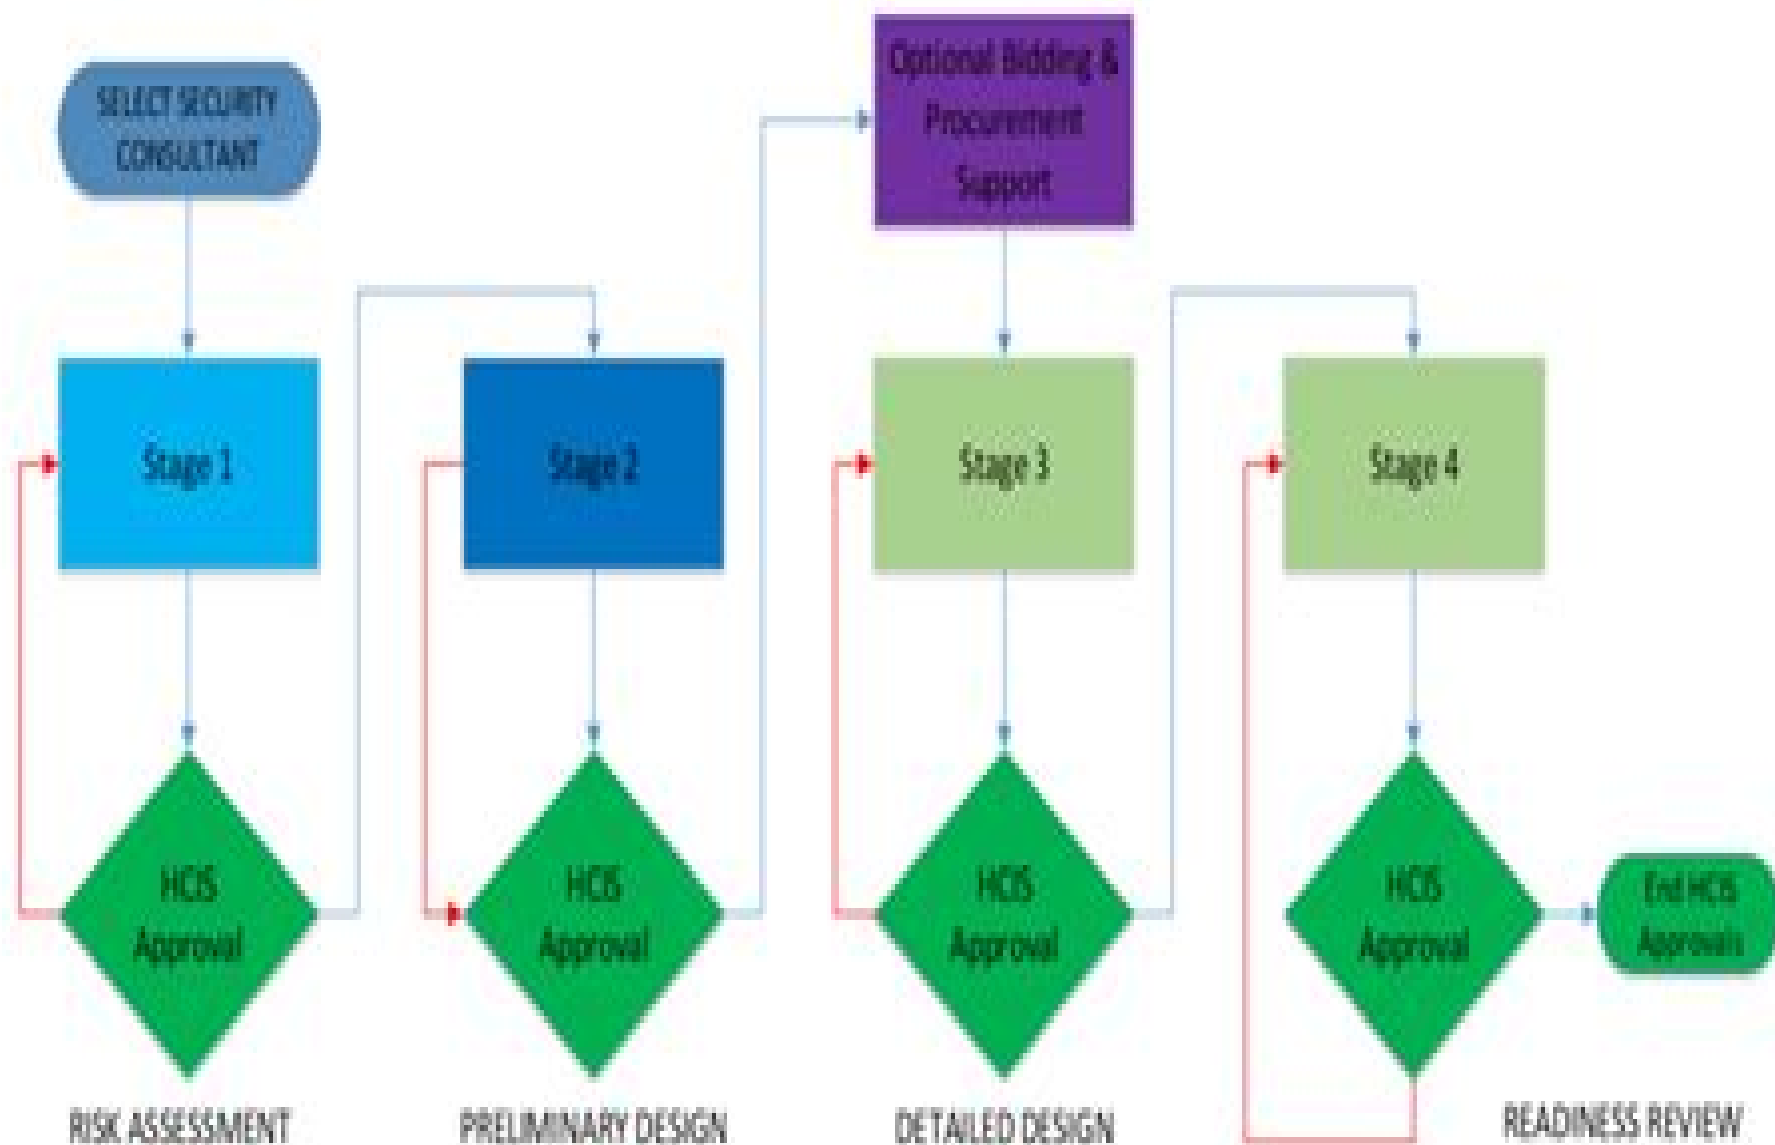 SELECT SECURITY
CONSULTANT
Optional Bidding &
Procurement
Support
Stage 1
Stage 2
Stage 3
Stage 4
HCIS
Approval
HCIS
Approval
HCIS
Approval
HCIS
Approval
End HCIS
Approvals
RISK ASSESSMENT
PRELIMINARY DESIGN
DETAILED DESIGN
READINESS REVIEW